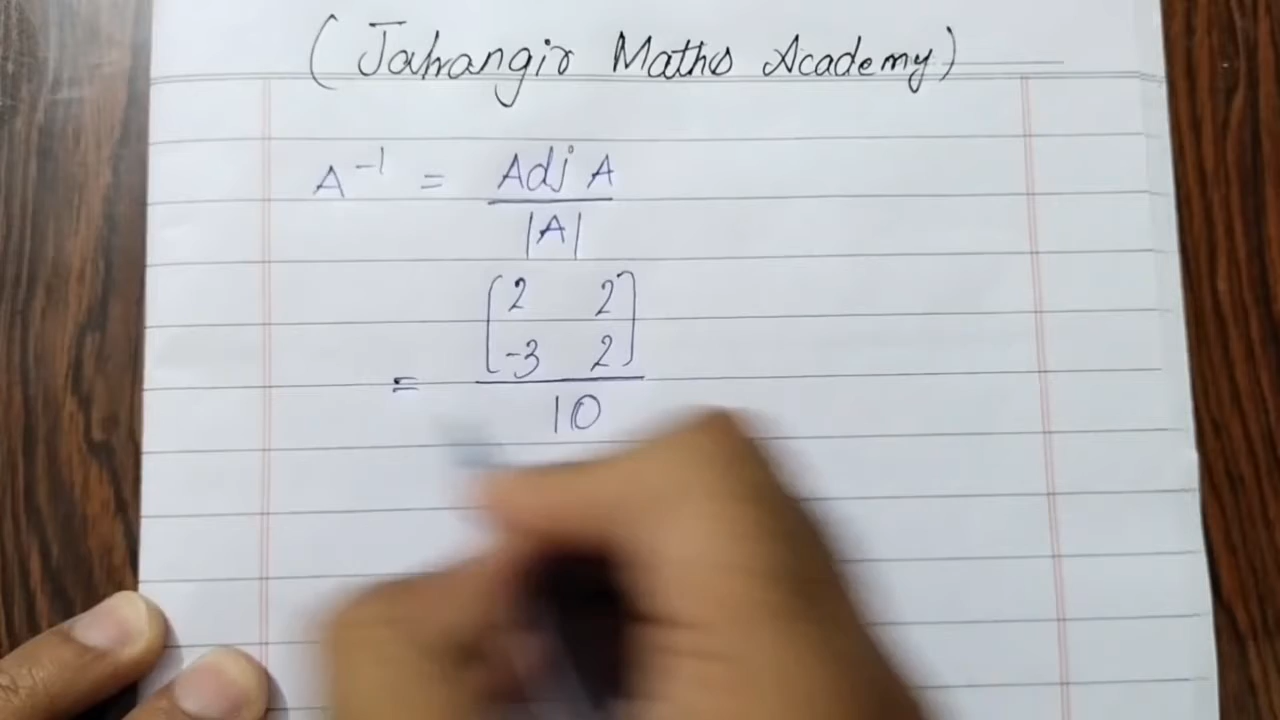 (Jahangir Maths Academy)
A⁻¹ = Adj A
|A|
2 2
-3 2
=
10